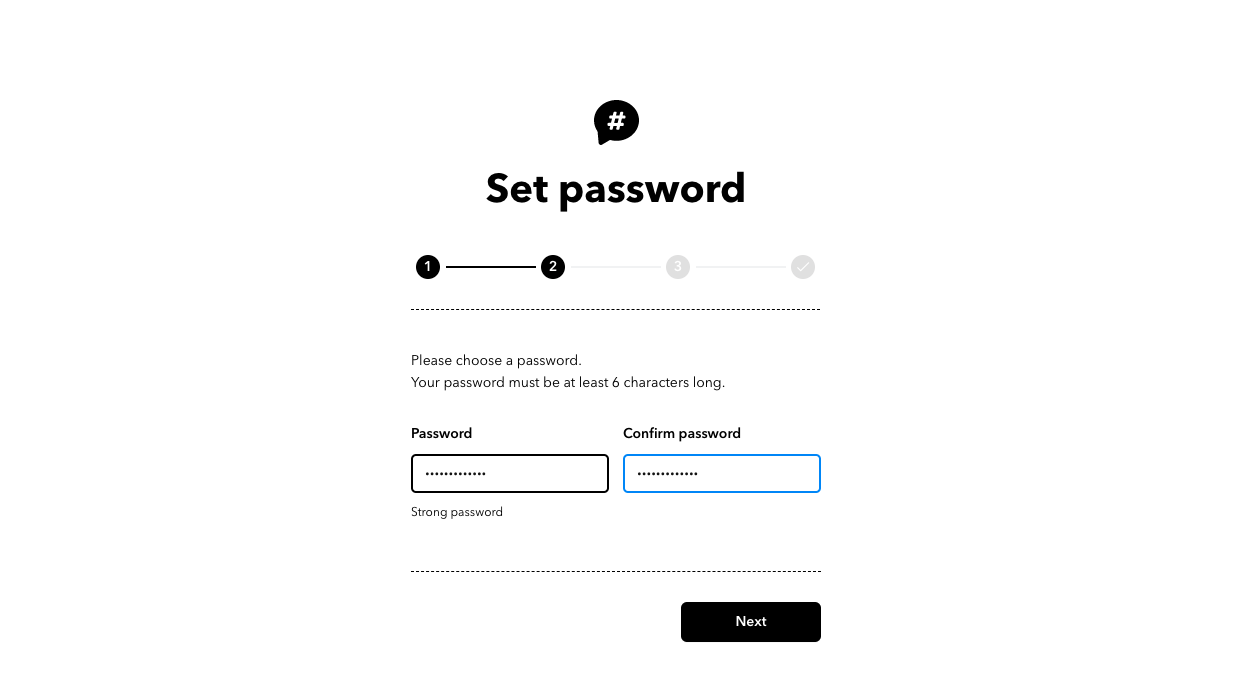 #
Set password
1 2 3
Please choose a password.
Your password must be at least 6 characters long.
Password Confirm password
••••••••••••• •••••••••••••
Strong password
Next